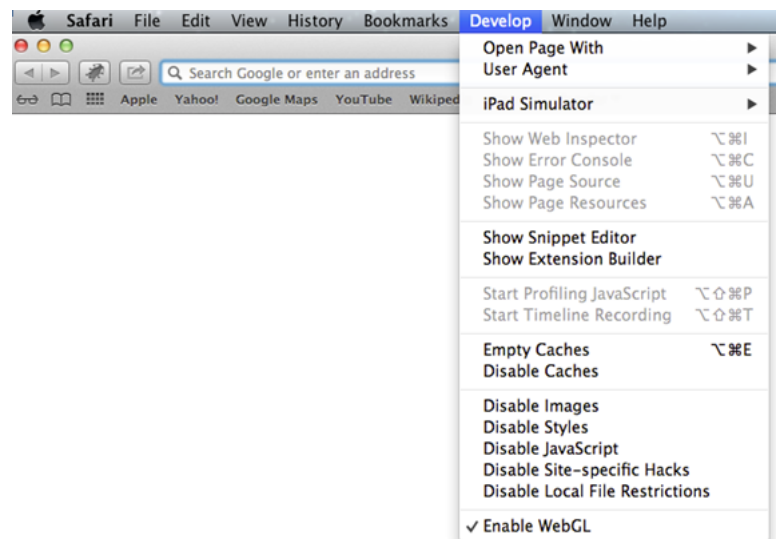 Safari File Edit View History Bookmarks Develop Window Help
Search Google or enter an address
Apple Yahoo! Google Maps YouTube Wikiped
Open Page With
User Agent
iPad Simulator
Show Web Inspector ⌥⌘I
Show Error Console ⌥⌘C
Show Page Source ⌥⌘U
Show Page Resources ⌥⌘A
Show Snippet Editor
Show Extension Builder
Start Profiling JavaScript ⌥⇧⌘P
Start Timeline Recording ⌥⇧⌘T
Empty Caches ⌥⌘E
Disable Caches
Disable Images
Disable Styles
Disable JavaScript
Disable Site-specific Hacks
Disable Local File Restrictions
✓ Enable WebGL